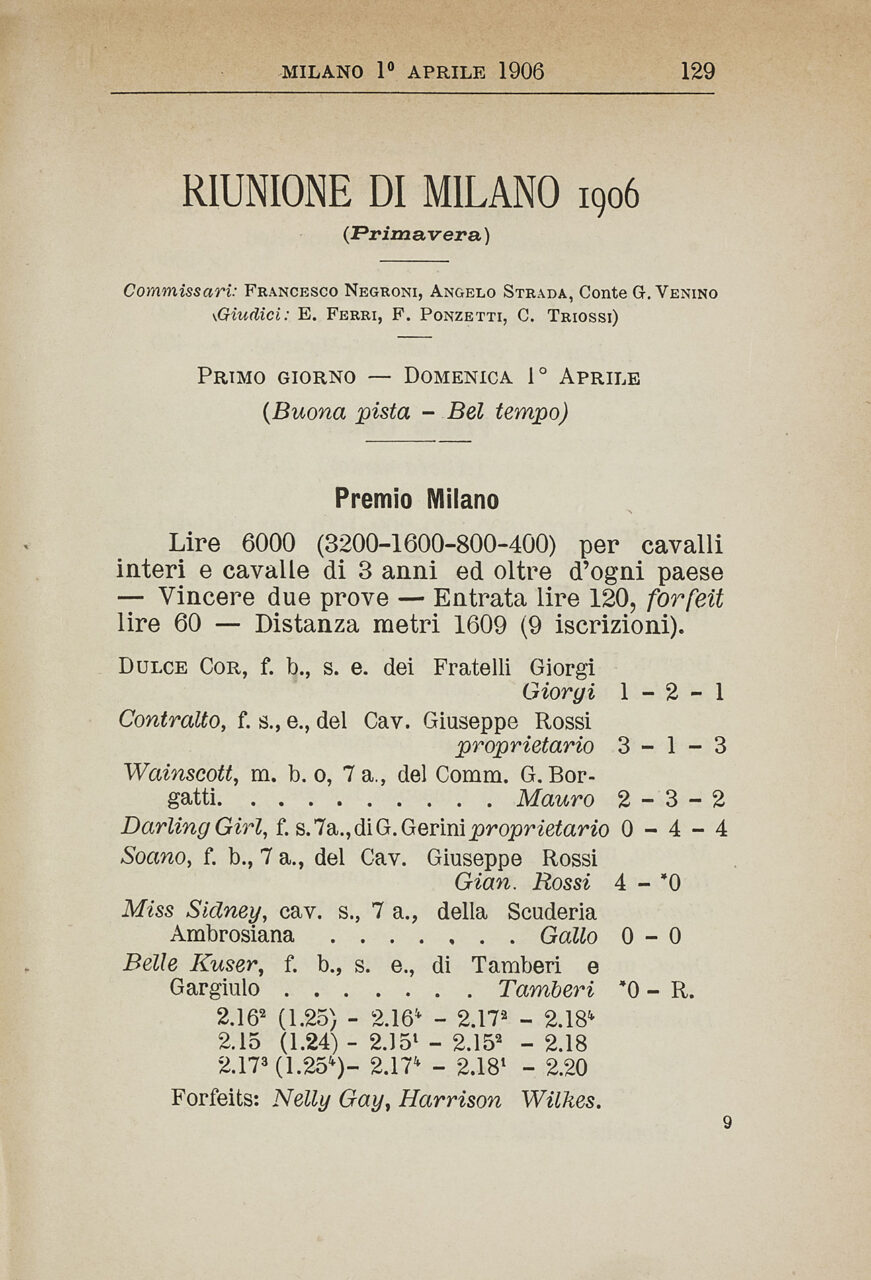 MILANO 1º APRILE 1906 129
RIUNIONE DI MILANO 1906
(Primavera)
Commissari: FRANCESCO NEGRONI, ANGELO STRADA, Conte G. VENINO
(Giudici: E. FERRI, F. PONZETTI, C. TRIOSSI)
PRIMO GIORNO — DOMENICA 1° APRILE
(Buona pista - Bel tempo)
Premio Milano
Lire 6000 (3200-1600-800-400) per cavalli
interi e cavalle di 3 anni ed oltre d'ogni paese
— Vincere due prove — Entrata lire 120, forfeit
lire 60 — Distanza metri 1609 (9 iscrizioni).
DULCE COR, f. b., s. e. dei Fratelli Giorgi
Giorgi 1 - 2 - 1
Contralto, f. s., e., del Cav. Giuseppe Rossi
proprietario 3 - 1 - 3
Wainscott, m. b. o, 7 a., del Comm. G. Bor-
gatti. . . . . . . . . . Mauro 2 - 3 - 2
Darling Girl, f. s. 7a., di G. Gerini proprietario 0 - 4 - 4
Soano, f. b., 7 a., del Cav. Giuseppe Rossi
Gian. Rossi 4 - *0
Miss Sidney, cav. s., 7 a., della Scuderia
Ambrosiana . . . . . . . Gallo 0 - 0
Belle Kuser, f. b., s. e., di Tamberi e
Gargiulo . . . . . . . Tamberi *0 - R.
2.16² (1.25) - 2.16⁴ - 2.17² - 2.18⁴
2.15 (1.24) - 2.15¹ - 2.15² - 2.18
2.17³ (1.25⁴) - 2.17⁴ - 2.18¹ - 2.20
Forfeits: Nelly Gay, Harrison Wilkes.
9